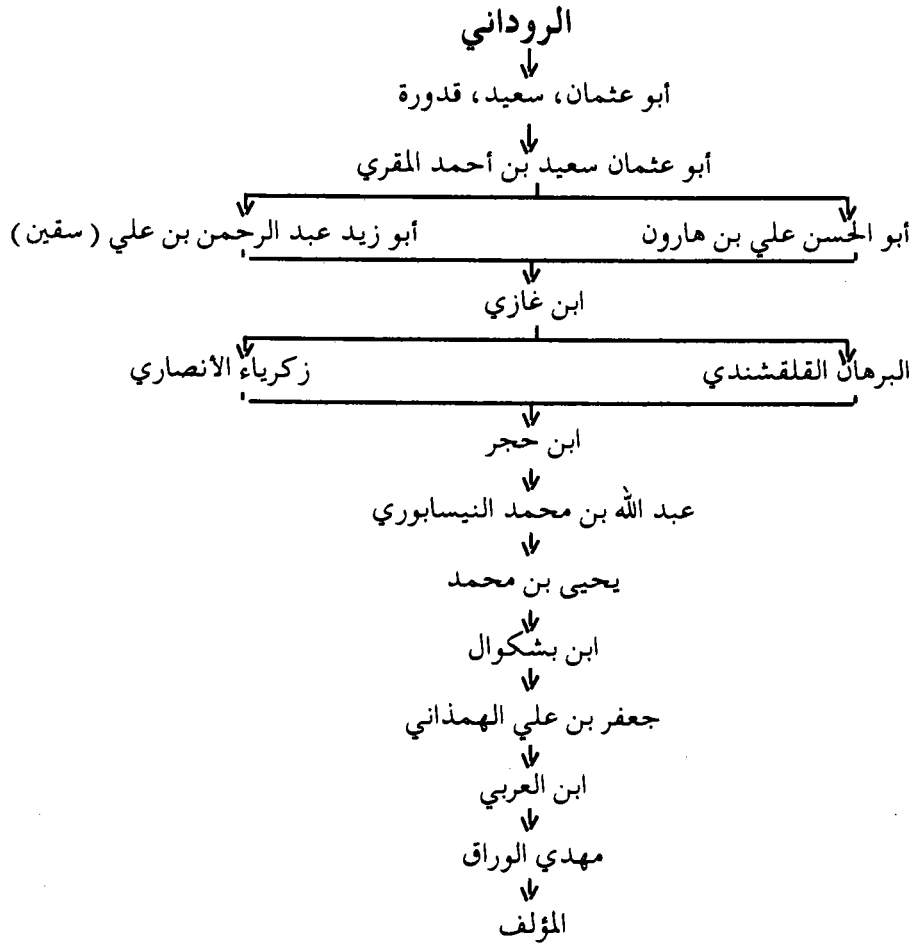 الروداني
أبو عثمان، سعيد، قدورة
أبو عثمان سعيد بن أحمد المقري
أبو الحسن علي بن هارون أبو زيد عبد الرحمن بن علي (سقين)
ابن غازي
البرهان القلقشندي زكرياء الأنصاري
ابن حجر
عبد الله بن محمد النيسابوري
يحيى بن محمد
ابن بشكوال
جعفر بن علي الهمذاني
ابن العربي
مهدي الوراق
المؤلف